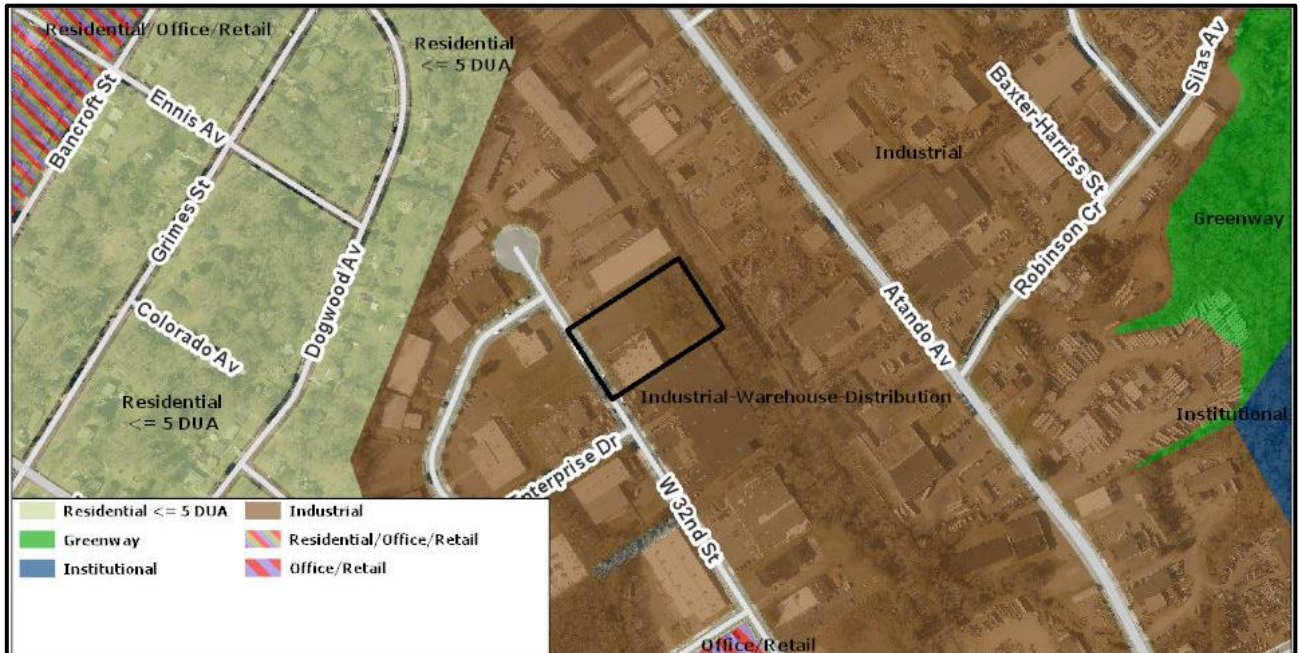 Residential/Office/Retail
Residential
<= 5 DUA
Bancroft St
Ennis Av
Grimes St
Colorado Av
Dogwood Av
Residential
<= 5 DUA
Industrial
Baxter-Harriss St
Silas Av
Robinson Cr
Atando Av
Greenway
Institutional
Industrial-Warehouse-Distribution
Enterprise Dr
W 32nd St
Office/Retail
Residential <= 5 DUA
Industrial
Greenway
Residential/Office/Retail
Institutional
Office/Retail